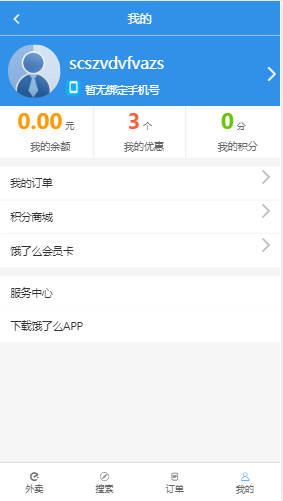 我的
scszvdvfvazs
暂无绑定手机号
0.00 元 3 个 0 分
我的余额 我的优惠 我的积分
我的订单
积分商城
饿了么会员卡
服务中心
下载饿了么APP
外卖 搜索 订单 我的